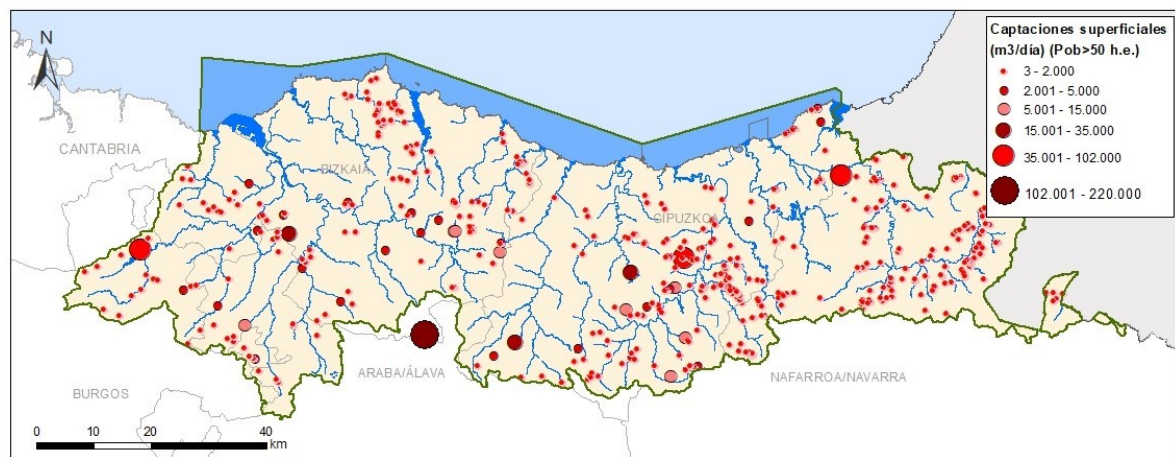 N
Captaciones superficiales
(m3/día) (Pob>50 h.e.)
3 - 2.000
2.001 - 5.000
5.001 - 15.000
15.001 - 35.000
35.001 - 102.000
102.001 - 220.000
CANTABRIA
BIZKAIA
GIPUZKOA
ARABA/ÁLAVA
NAFARROA/NAVARRA
BURGOS
0 10 20 40
km